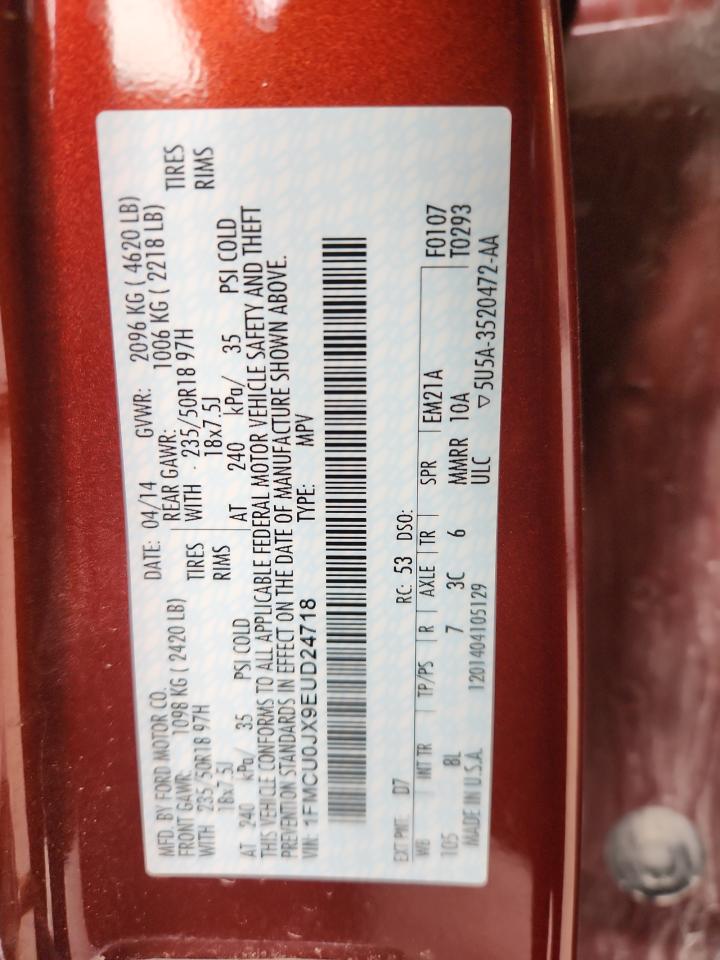 MFD. BY FORD MOTOR CO.
DATE: 04/14 GVWR: 2096 KG ( 4620 LB)
FRONT GAWR: 1098 KG ( 2420 LB) REAR GAWR: 1006 KG ( 2218 LB)
WITH 235/50R18 97H TIRES WITH 235/50R18 97H TIRES
18x7.5J RIMS 18x7.5J RIMS
AT 240 kPa/ 35 PSI COLD AT 240 kPa/ 35 PSI COLD
THIS VEHICLE CONFORMS TO ALL APPLICABLE FEDERAL MOTOR VEHICLE SAFETY AND THEFT
PREVENTION STANDARDS IN EFFECT ON THE DATE OF MANUFACTURE SHOWN ABOVE.
VIN: 1FMCU0JX9EUD24718 TYPE: MPV
EXT PNT: D7 RC: 53 DSO:
WB INT TR TP/PS R AXLE TR SPR EM21A F0107
105 8L 7 3C 6 MMRR 10A T0293
MADE IN U.S.A. 1201404105129 ULC ▽5U5A-3520472-AA